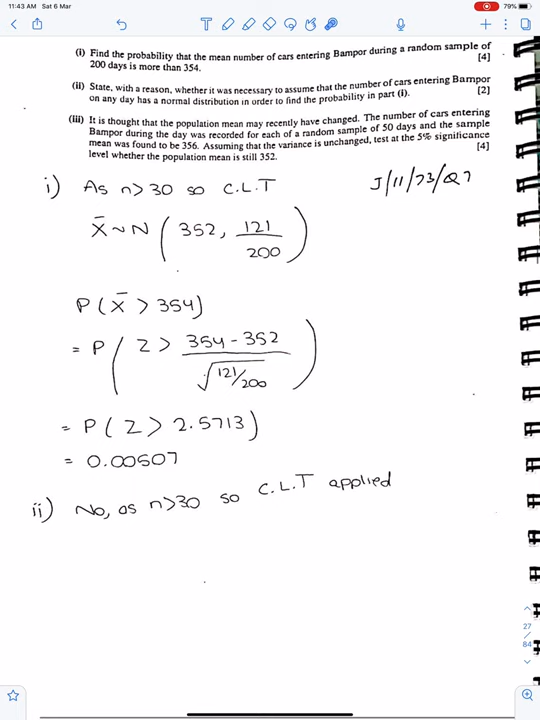 11:43 AM Sat 6 Mar
79%
(i) Find the probability that the mean number of cars entering Bampor during a random sample of
200 days is more than 354. [4]
(ii) State, with a reason, whether it was necessary to assume that the number of cars entering Bampor
on any day has a normal distribution in order to find the probability in part (i). [2]
(iii) It is thought that the population mean may recently have changed. The number of cars entering
Bampor during the day was recorded for each of a random sample of 50 days and the sample
mean was found to be 356. Assuming that the variance is unchanged, test at the 5% significance
level whether the population mean is still 352. [4]
i) As n>30 so C.L.T
J/11/73/Q7
X̄ ~ N ( 352, 121/200 )
P( X̄ > 354)
= P ( Z > (354 - 352)/√(121/200) )
= P( Z > 2.5713)
= 0.00507
ii) No, as n>30 so C.L.T applied
27
/
84